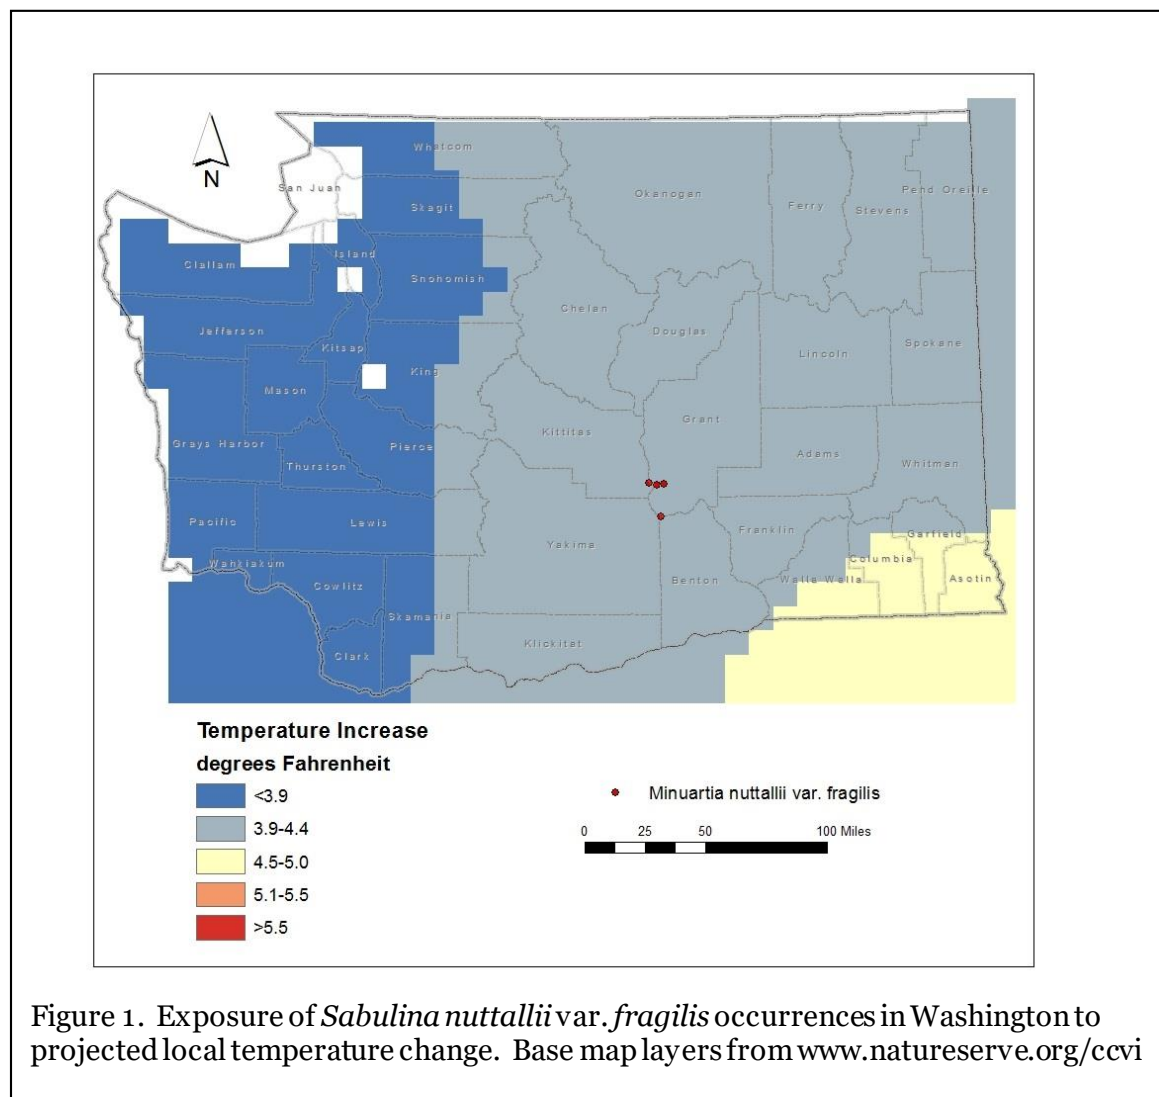 N
Whatcom
San Juan
Okanogan
Pend Oreille
Ferry
Stevens
Skagit
Island
Clallam
Snohomish
Chelan
Jefferson
Douglas
Kitsap
Lincoln
Spokane
King
Mason
Grant
Kittitas
Grays Harbor
Pierce
Adams
Whitman
Thurston
Pacific
Lewis
Franklin
Garfield
Yakima
Columbia
Wahkiakum
Cowlitz
Benton
Walla Walla
Asotin
Skamania
Klickitat
Clark
Temperature Increase
degrees Fahrenheit
<3.9
3.9-4.4
4.5-5.0
5.1-5.5
>5.5
Minuartia nuttallii var. fragilis
0 25 50 100 Miles
Figure 1. Exposure of Sabulina nuttallii var. fragilis occurrences in Washington to
projected local temperature change. Base map layers from www.natureserve.org/ccvi